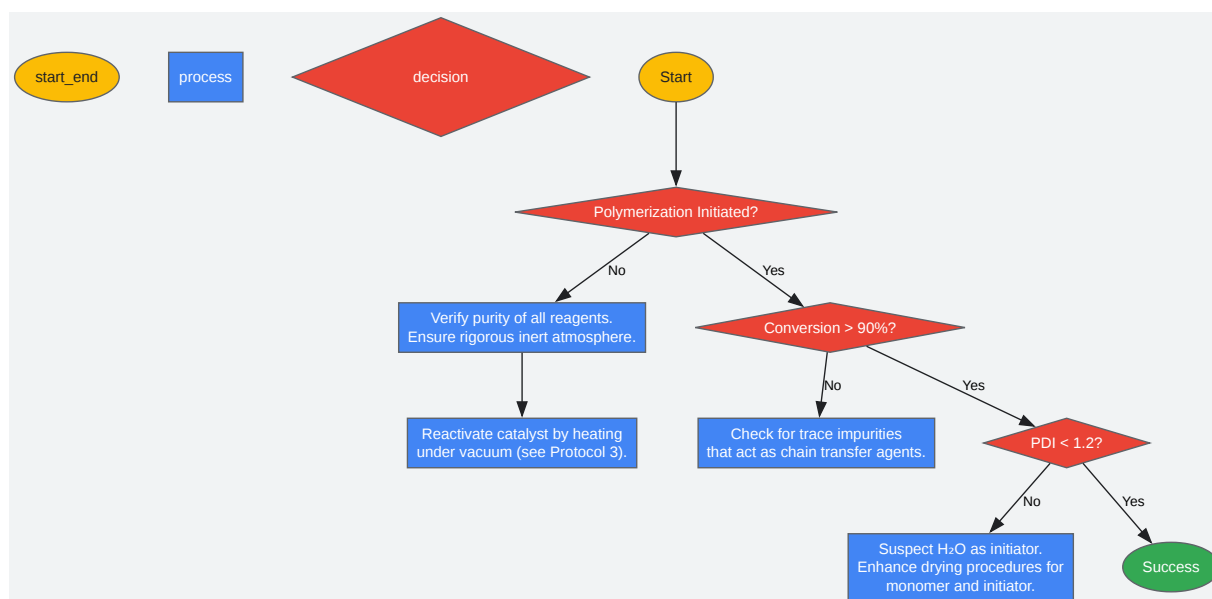 start_end
process
decision
Start
Polymerization Initiated?
No
Yes
Verify purity of all reagents.
Ensure rigorous inert atmosphere.
Conversion > 90%?
No
Yes
Reactivate catalyst by heating
under vacuum (see Protocol 3).
Check for trace impurities
that act as chain transfer agents.
PDI < 1.2?
No
Yes
Suspect H₂O as initiator.
Enhance drying procedures for
monomer and initiator.
Success